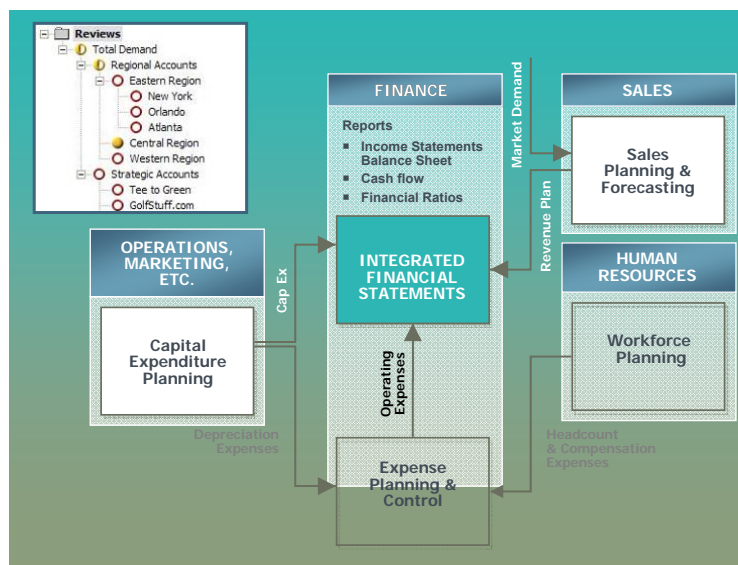 Reviews
Total Demand
Regional Accounts
Eastern Region
New York
Orlando
Atlanta
Central Region
Western Region
Strategic Accounts
Tee to Green
GolfStuff.com
FINANCE
Reports
Income Statements
Balance Sheet
Cash flow
Financial Ratios
INTEGRATED
FINANCIAL
STATEMENTS
Market Demand
Revenue Plan
SALES
Sales
Planning &
Forecasting
OPERATIONS,
MARKETING,
ETC.
Capital
Expenditure
Planning
Cap Ex
HUMAN
RESOURCES
Workforce
Planning
Operating
Expenses
Depreciation
Expenses
Headcount
& Compensation
Expenses
Expense
Planning &
Control